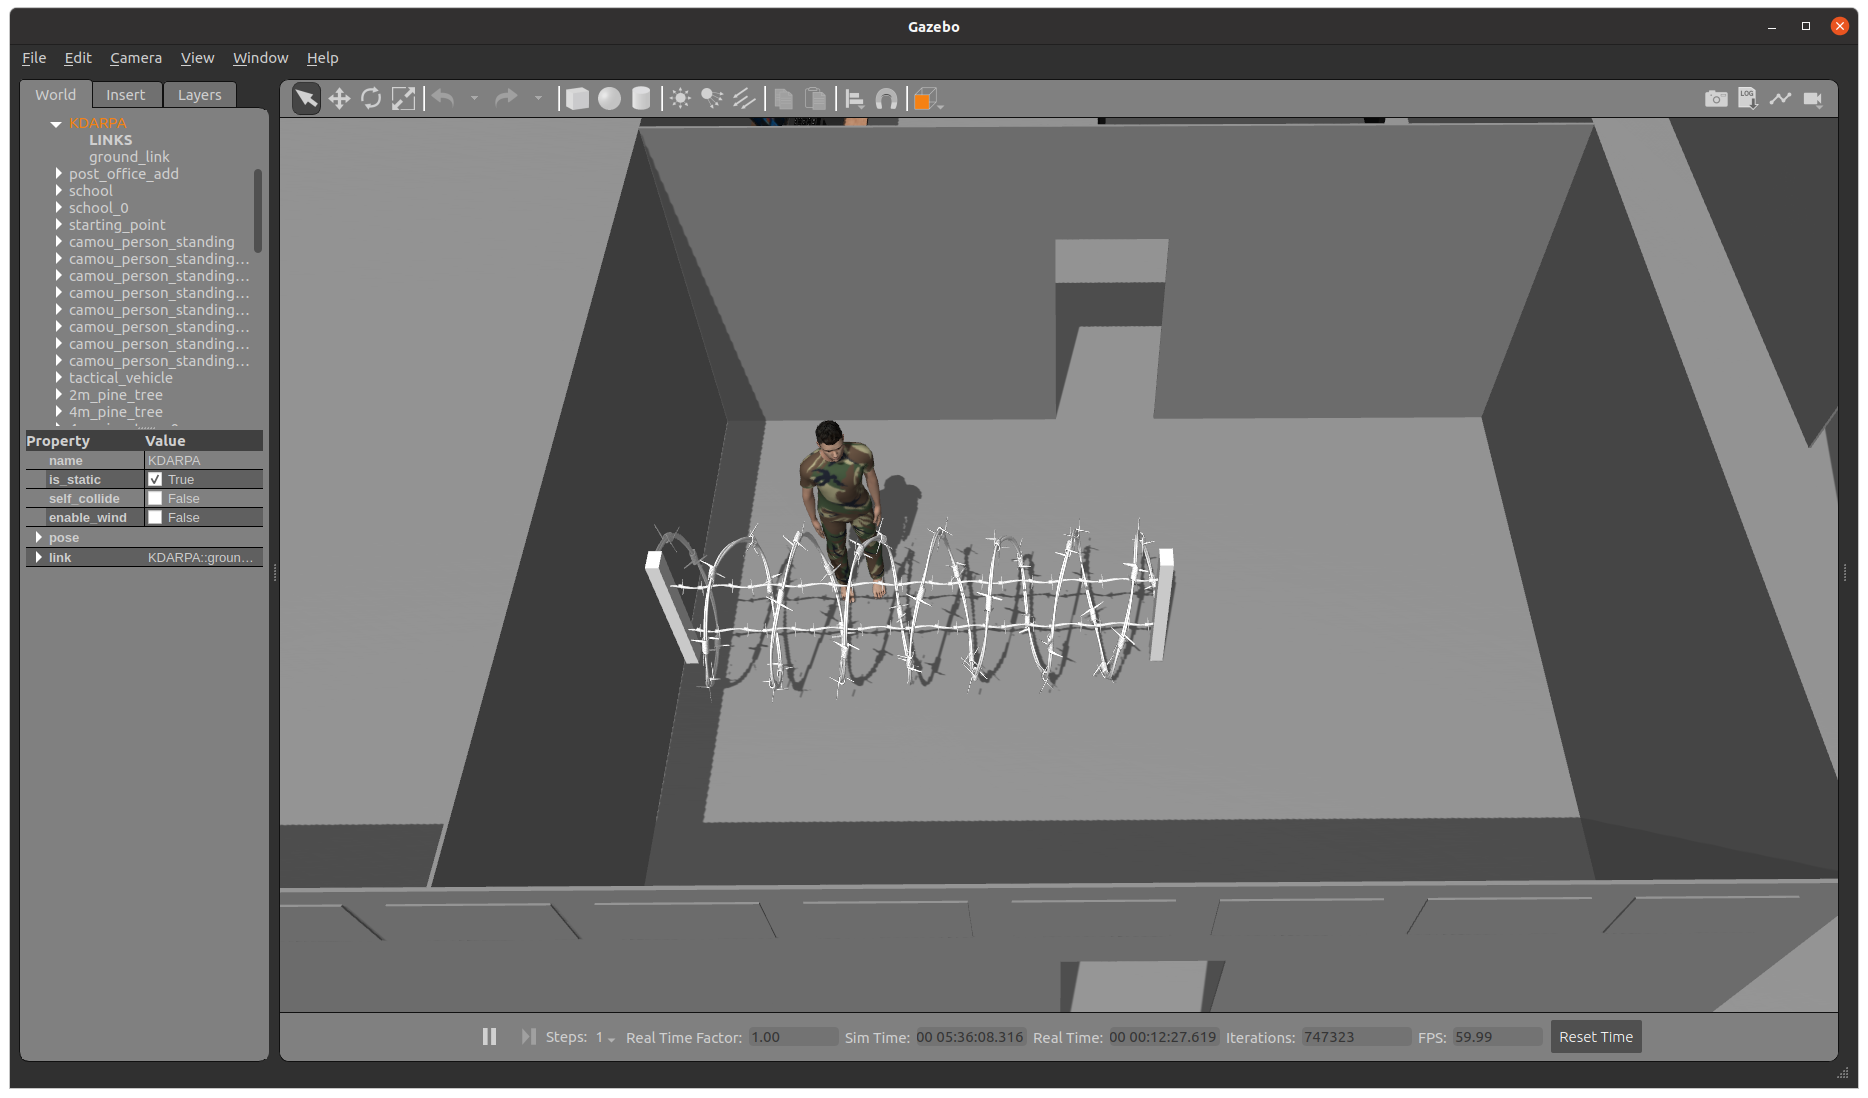 Gazebo
File Edit Camera View Window Help
World Insert Layers
KDARPA
LINKS
ground_link
post_office_add
school
school_0
starting_point
camou_person_standing
camou_person_standing...
camou_person_standing...
camou_person_standing...
camou_person_standing...
camou_person_standing...
camou_person_standing...
camou_person_standing...
tactical_vehicle
2m_pine_tree
4m_pine_tree
Property Value
name KDARPA
is_static True
self_collide False
enable_wind False
pose
link KDARPA::groun...
LOG
Steps: 1 Real Time Factor: 1.00 Sim Time: 00 05:36:08.316 Real Time: 00 00:12:27.619 Iterations: 747323 FPS: 59.99 Reset Time